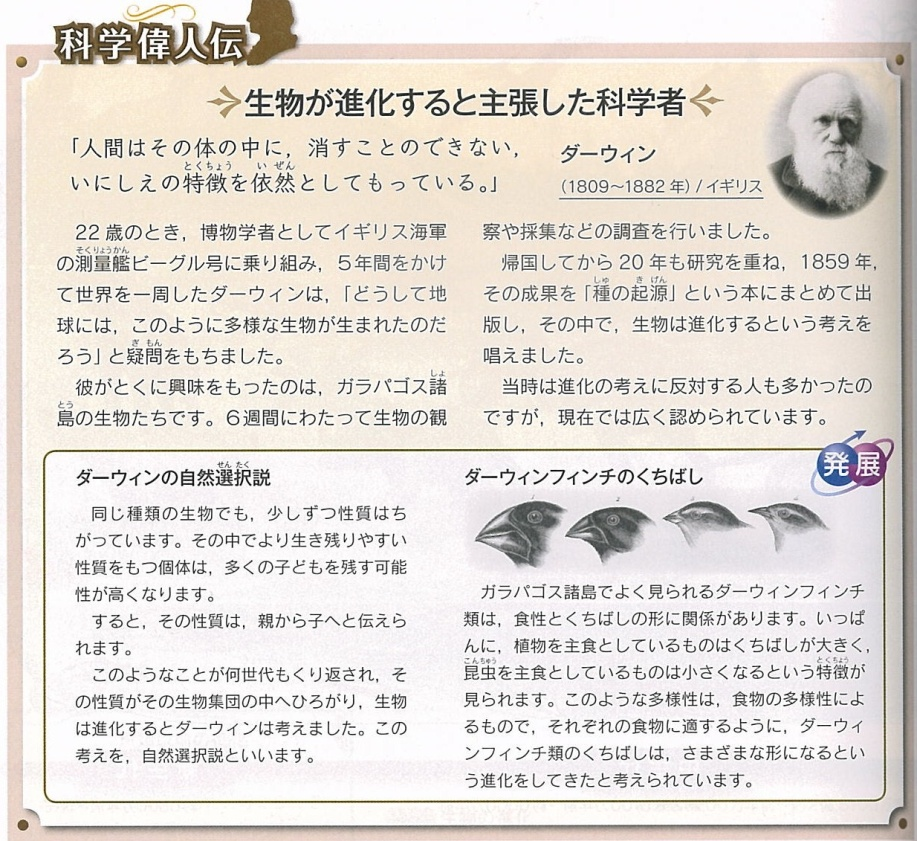 科学偉人伝
生物が進化すると主張した科学者
「人間はその体の中に，消すことのできない，
いにしえの特徴を依然としてもっている。」
ダーウィン
（1809〜1882 年）/ イギリス
22 歳のとき，博物学者としてイギリス海軍
の測量艦ビーグル号に乗り組み，５年間をかけ
て世界を一周したダーウィンは，「どうして地
球には，このように多様な生物が生まれたのだ
ろう」と疑問をもちました。
彼がとくに興味をもったのは，ガラパゴス諸
島の生物たちです。６週間にわたって生物の観
察や採集などの調査を行いました。
帰国してから 20 年も研究を重ね，1859 年，
その成果を「種の起源」という本にまとめて出
版し，その中で，生物は進化するという考えを
唱えました。
当時は進化の考えに反対する人も多かったの
ですが，現在では広く認められています。
発展
ダーウィンの自然選択説
同じ種類の生物でも，少しずつ性質はち
がっています。その中でより生き残りやすい
性質をもつ個体は，多くの子どもを残す可能
性が高くなります。
すると，その性質は，親から子へと伝えら
れます。
このようなことが何世代もくり返され，そ
の性質がその生物集団の中へひろがり，生物
は進化するとダーウィンは考えました。この
考えを，自然選択説といいます。
ダーウィンフィンチのくちばし
ガラパゴス諸島でよく見られるダーウィンフィンチ
類は，食性とくちばしの形に関係があります。いっぱ
んに，植物を主食としているものはくちばしが大きく，
昆虫を主食としているものは小さくなるという特徴が
見られます。このような多様性は，食物の多様性によ
るもので，それぞれの食物に適するように，ダーウィ
ンフィンチ類のくちばしは，さまざまな形になるとい
う進化をしてきたと考えられています。